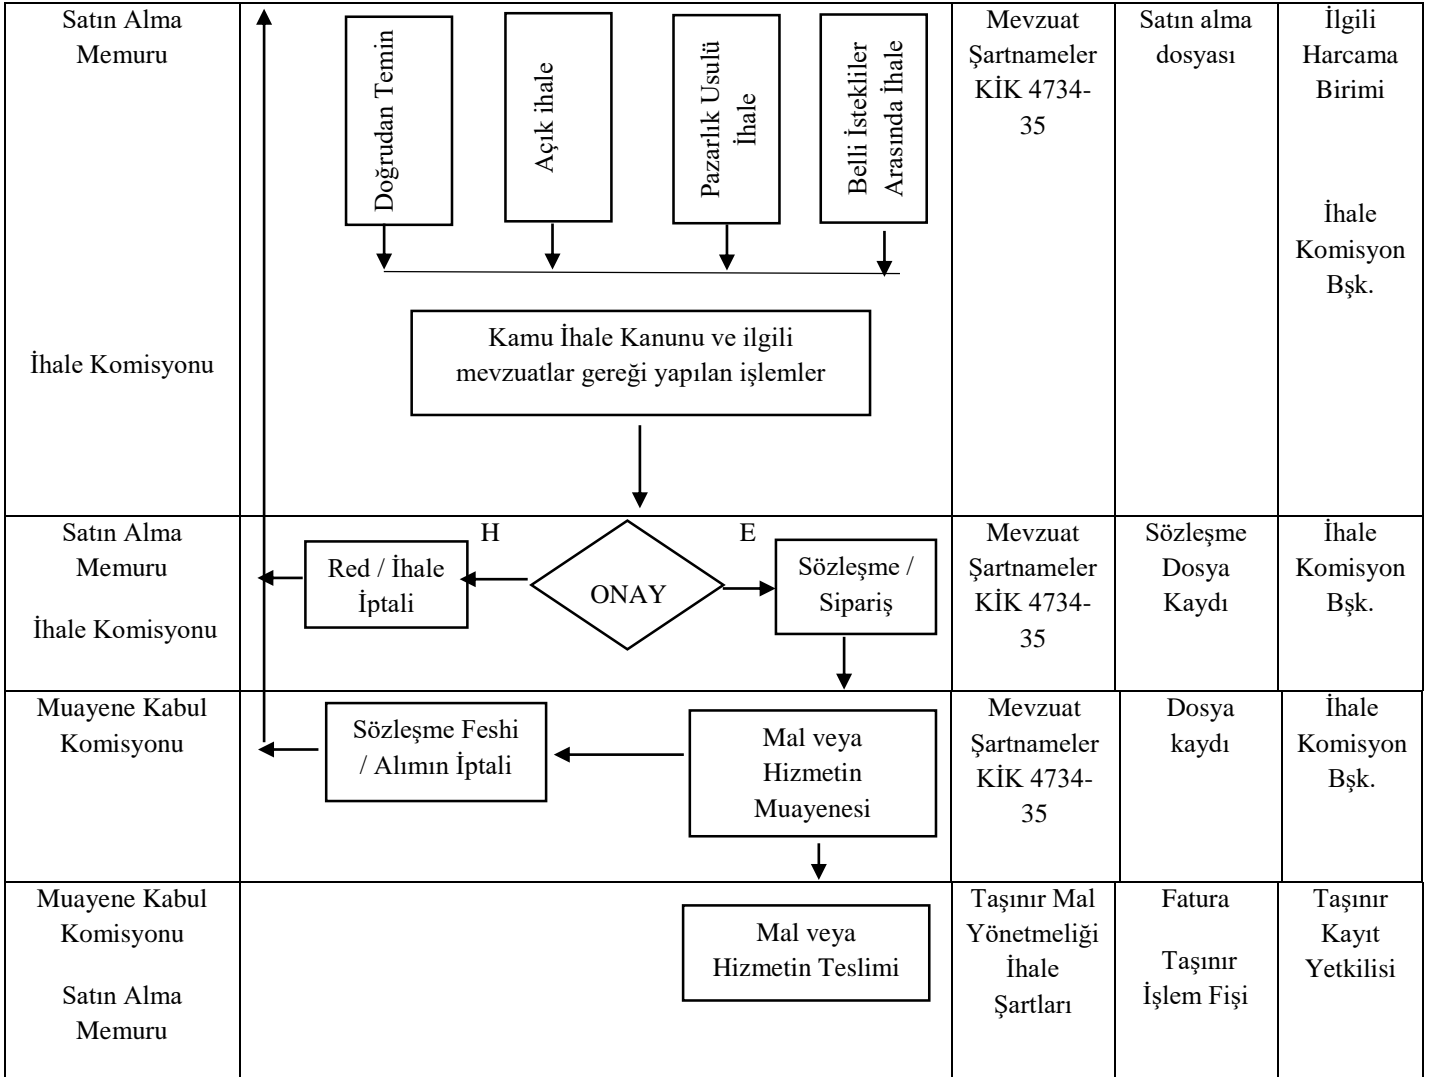 Satın Alma
Memuru
İhale Komisyonu
Doğrudan Temin
Açık ihale
Pazarlık Usulü
İhale
Belli İstekliler
Arasında İhale
Kamu İhale Kanunu ve ilgili
mevzuatlar gereği yapılan işlemler
Mevzuat
Şartnameler
KİK 4734-
35
Satın alma
dosyası
İlgili
Harcama
Birimi
İhale
Komisyon
Bşk.
Satın Alma
Memuru
İhale Komisyonu
Red / İhale
İptali
H
ONAY
E
Sözleşme /
Sipariş
Mevzuat
Şartnameler
KİK 4734-
35
Sözleşme
Dosya
Kaydı
İhale
Komisyon
Bşk.
Muayene Kabul
Komisyonu
Sözleşme Feshi
/ Alımın İptali
Mal veya
Hizmetin
Muayenesi
Mevzuat
Şartnameler
KİK 4734-
35
Dosya
kaydı
İhale
Komisyon
Bşk.
Muayene Kabul
Komisyonu
Satın Alma
Memuru
Mal veya
Hizmetin Teslimi
Taşınır Mal
Yönetmeliği
İhale
Şartları
Fatura
Taşınır
İşlem Fişi
Taşınır
Kayıt
Yetkilisi